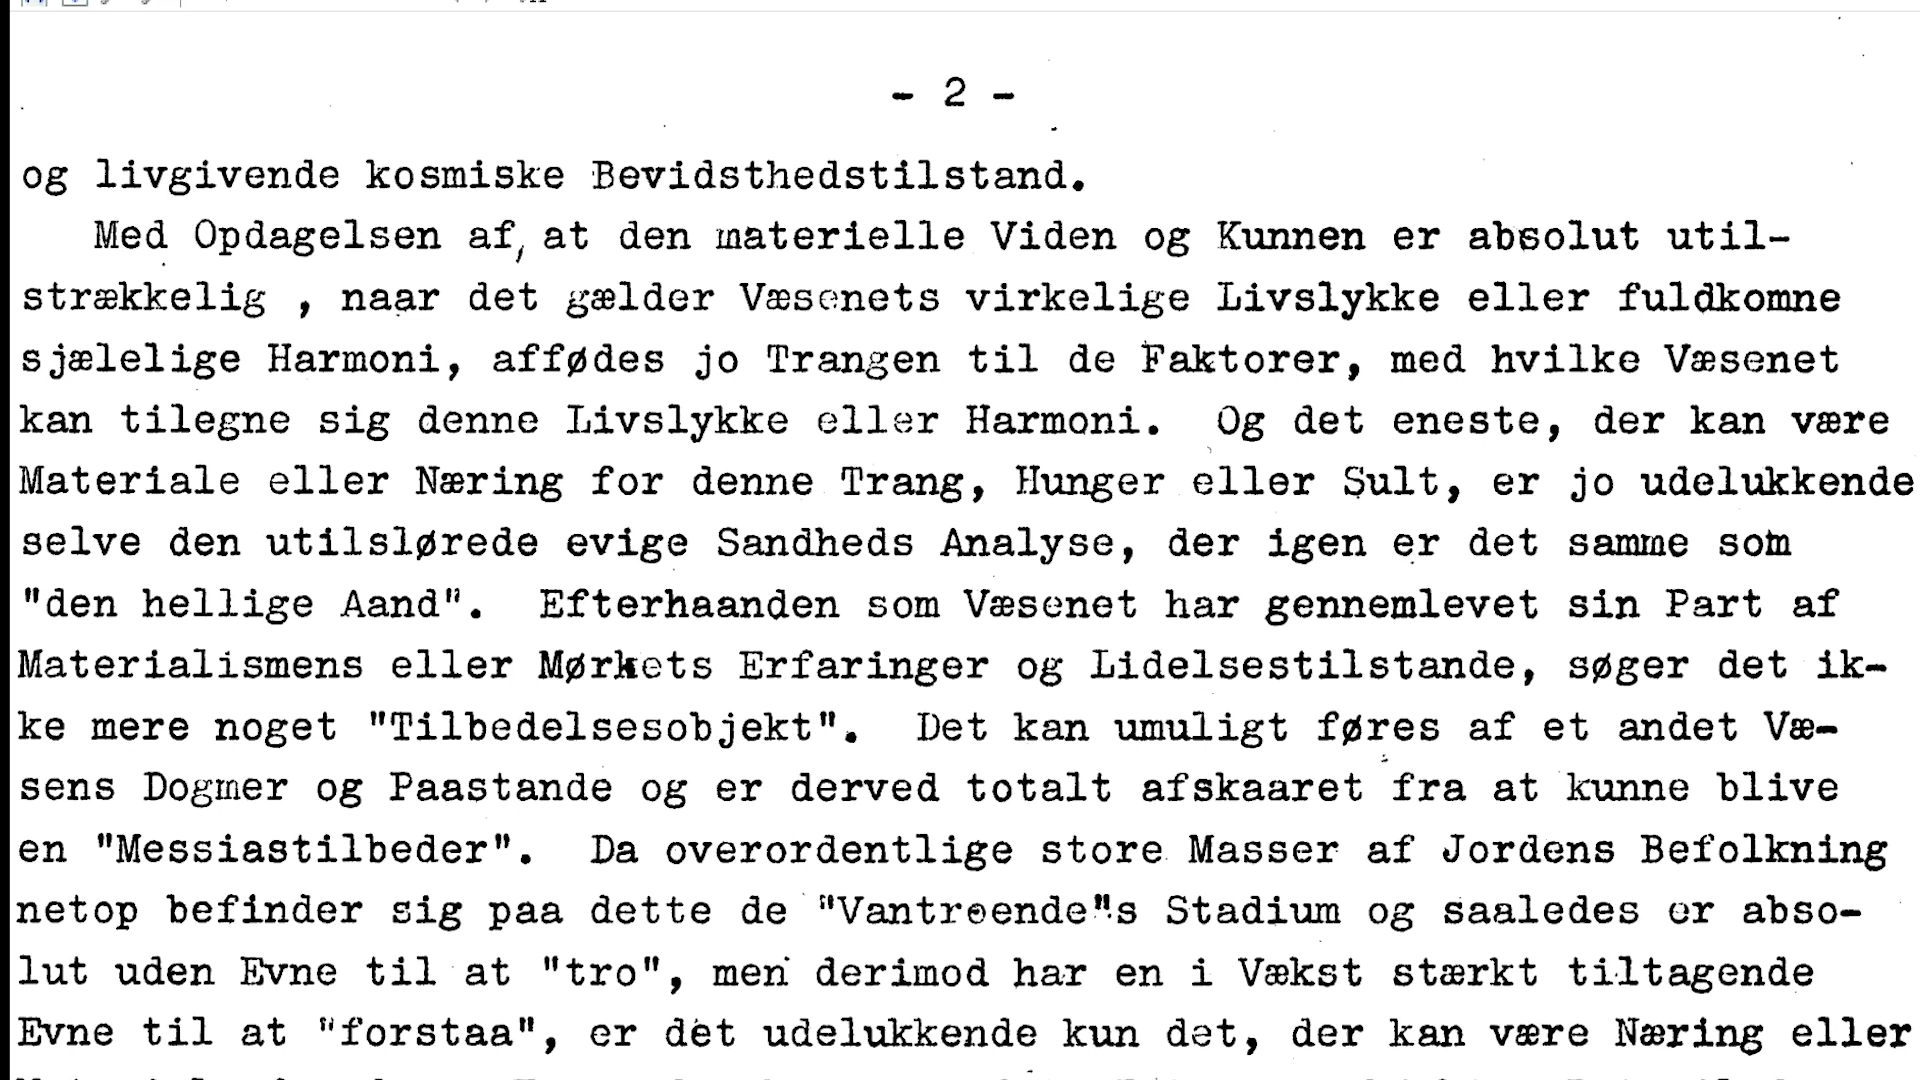 - 2 -
og livgivende kosmiske Bevidsthedstilstand.
Med Opdagelsen af, at den materielle Viden og Kunnen er absolut util-
strækkelig , naar det gælder Væsenets virkelige Livslykke eller fuldkomne
sjælelige Harmoni, affødes jo Trangen til de Faktorer, med hvilke Væsenet
kan tilegne sig denne Livslykke eller Harmoni. Og det eneste, der kan være
Materiale eller Næring for denne Trang, Hunger eller Sult, er jo udelukkende
selve den utilslørede evige Sandheds Analyse, der igen er det samme som
"den hellige Aand". Efterhaanden som Væsenet har gennemlevet sin Part af
Materialismens eller Mørkets Erfaringer og Lidelsestilstande, søger det ik-
ke mere noget "Tilbedelsesobjekt". Det kan umuligt føres af et andet Væ-
sens Dogmer og Paastande og er derved totalt afskaaret fra at kunne blive
en "Messiastilbeder". Da overordentlige store Masser af Jordens Befolkning
netop befinder sig paa dette de "Vantroende"s Stadium og saaledes er abso-
lut uden Evne til at "tro", men derimod har en i Vækst stærkt tiltagende
Evne til at "forstaa", er det udelukkende kun det, der kan være Næring eller